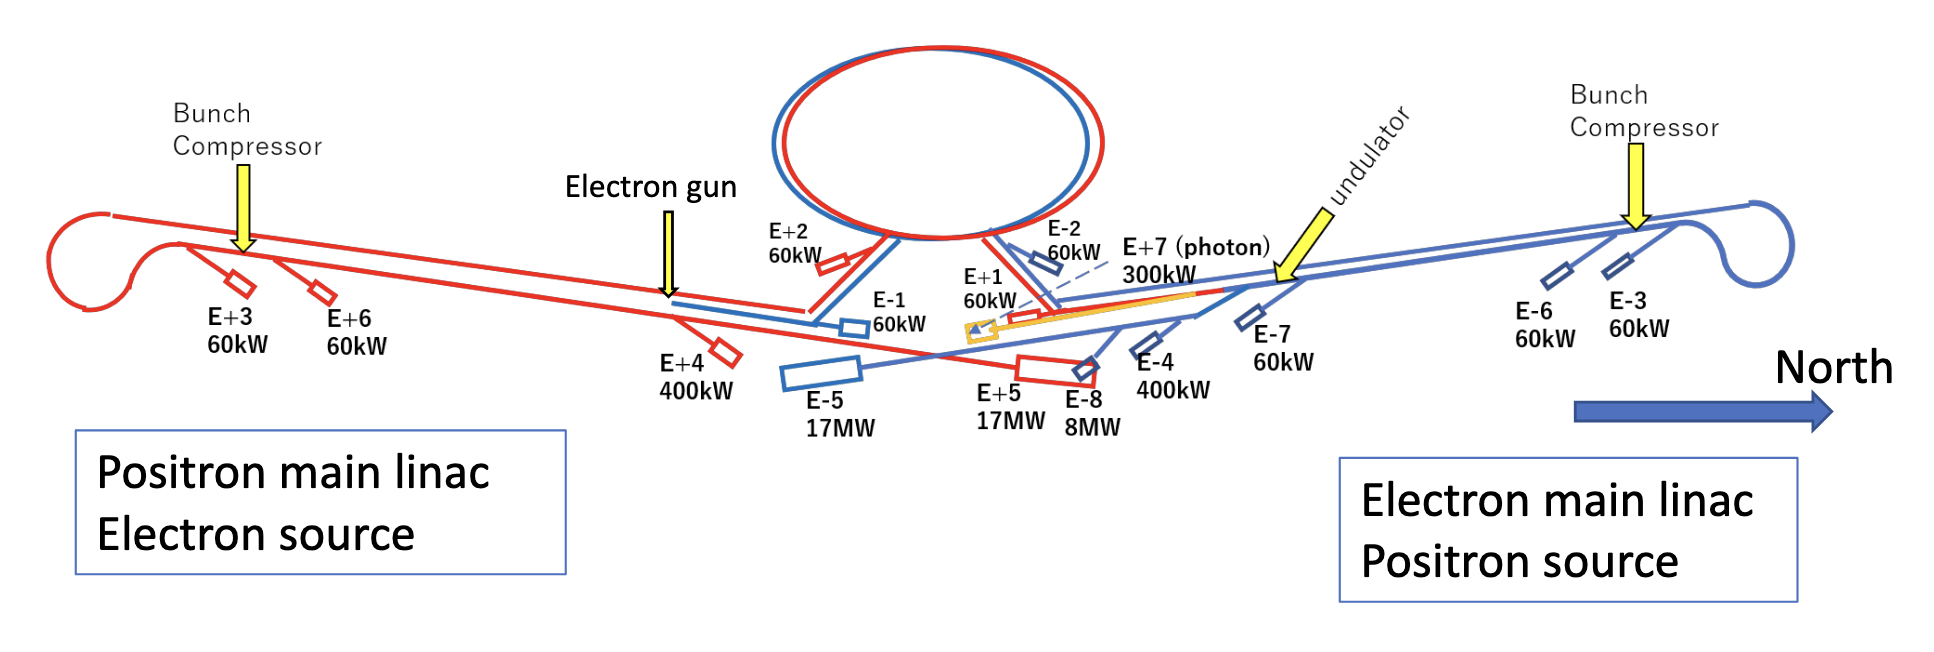 Bunch
Compressor
Electron gun
E+2
60kW
E-2
60kW
E+7 (photon)
300kW
undulator
Bunch
Compressor
E+1
60kW
E-1
60kW
E+3
60kW
E+6
60kW
E+4
400kW
E-5
17MW
E+5
17MW
E-8
8MW
E-4
400kW
E-7
60kW
E-6
60kW
E-3
60kW
North
Positron main linac
Electron source
Electron main linac
Positron source